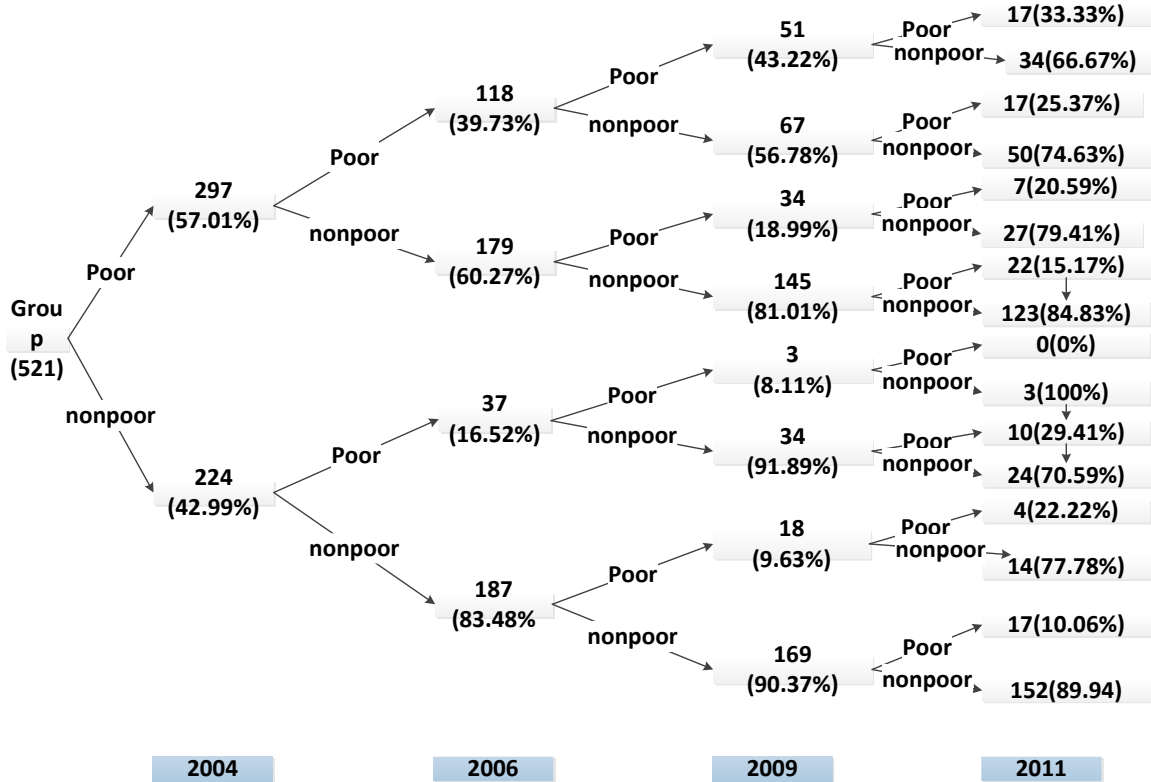 17(33.33%)
51
(43.22%)
Poor
nonpoor
34(66.67%)
Poor
118
(39.73%)
17(25.37%)
nonpoor
67
(56.78%)
Poor
nonpoor
50(74.63%)
Poor
297
(57.01%)
7(20.59%)
34
(18.99%)
Poor
nonpoor
27(79.41%)
nonpoor
179
(60.27%)
Poor
22(15.17%)
Poor
145
(81.01%)
Poor
nonpoor
123(84.83%)
nonpoor
Grou
p
(521)
0(0%)
3
(8.11%)
Poor
nonpoor
3(100%)
Poor
nonpoor
37
(16.52%)
10(29.41%)
nonpoor
34
(91.89%)
Poor
nonpoor
24(70.59%)
Poor
224
(42.99%)
4(22.22%)
18
(9.63%)
Poor
nonpoor
14(77.78%)
nonpoor
Poor
187
(83.48%
17(10.06%)
nonpoor
169
(90.37%)
Poor
nonpoor
152(89.94)
2004
2006
2009
2011